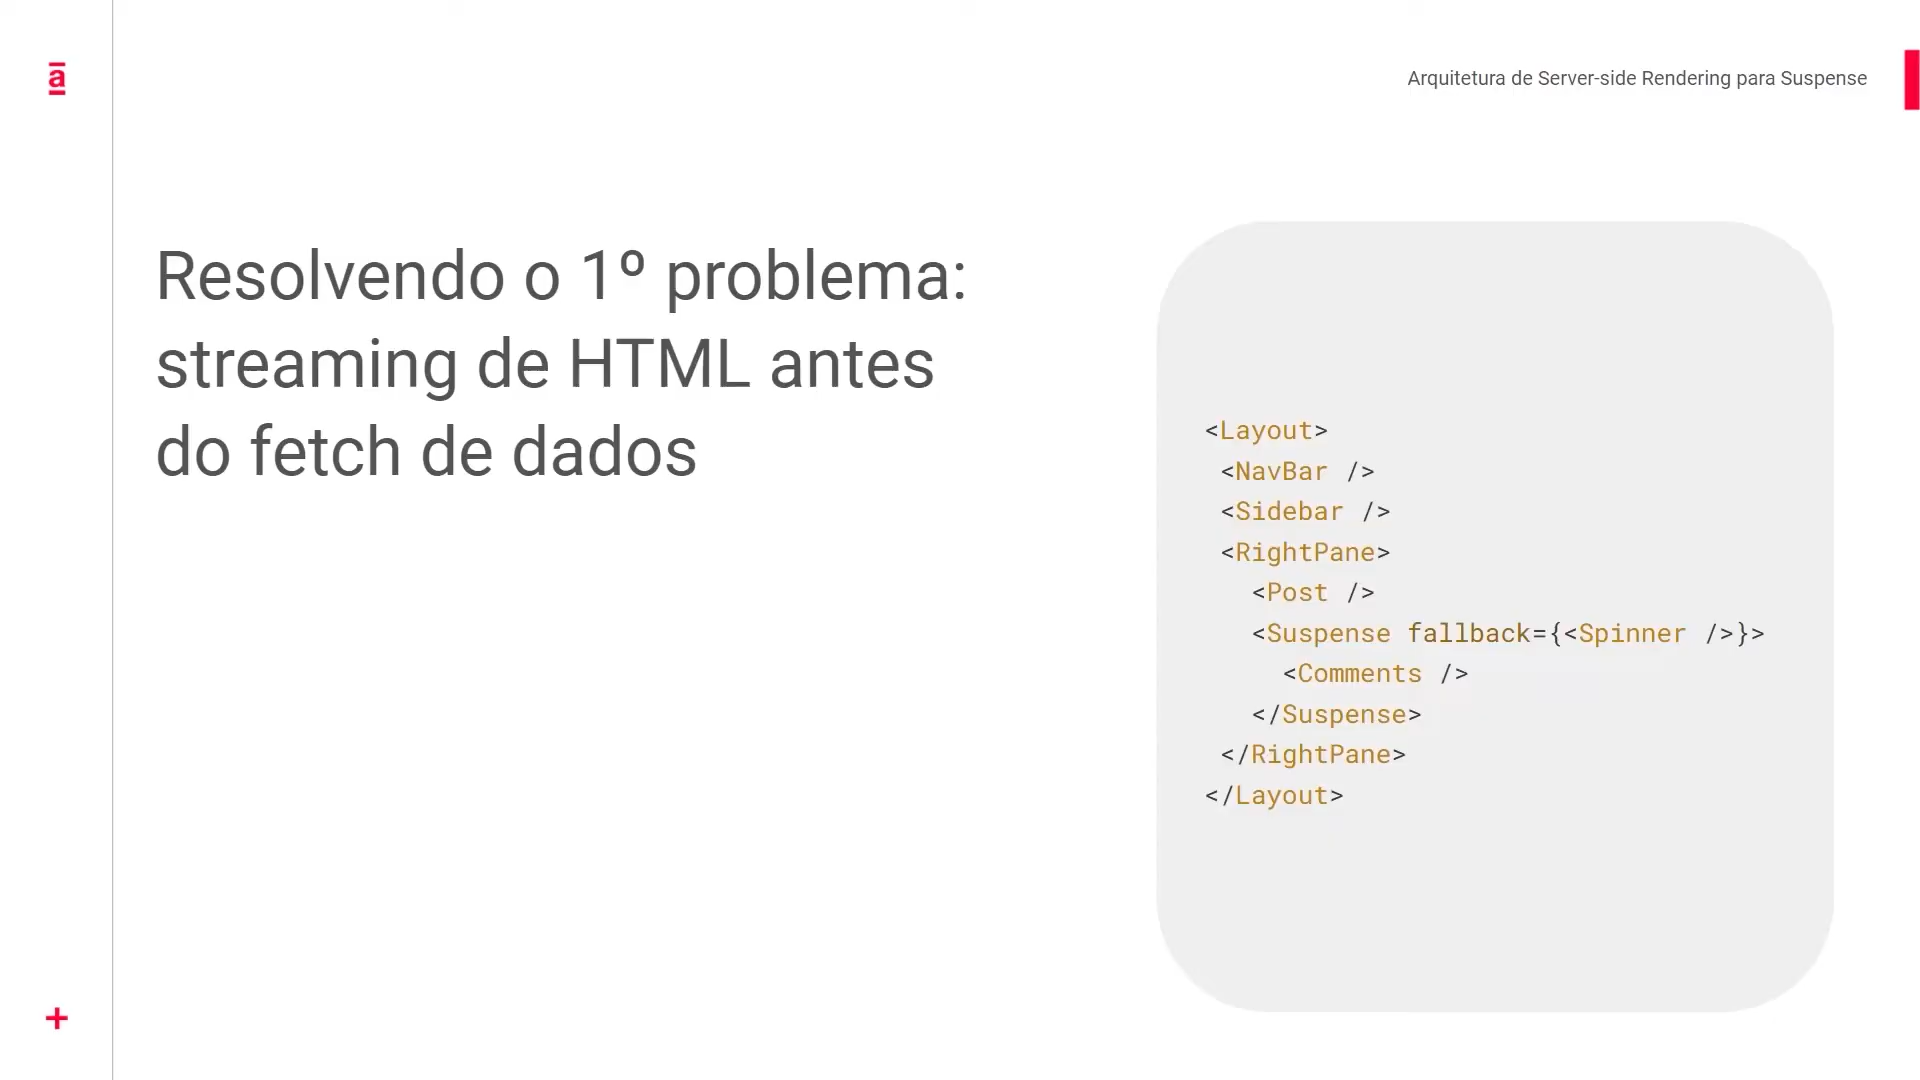 ā
Arquitetura de Server-side Rendering para Suspense
Resolvendo o 1º problema:
streaming de HTML antes
do fetch de dados
<Layout>
 <NavBar />
 <Sidebar />
 <RightPane>
   <Post />
   <Suspense fallback={<Spinner />}>
     <Comments />
   </Suspense>
 </RightPane>
</Layout>
+